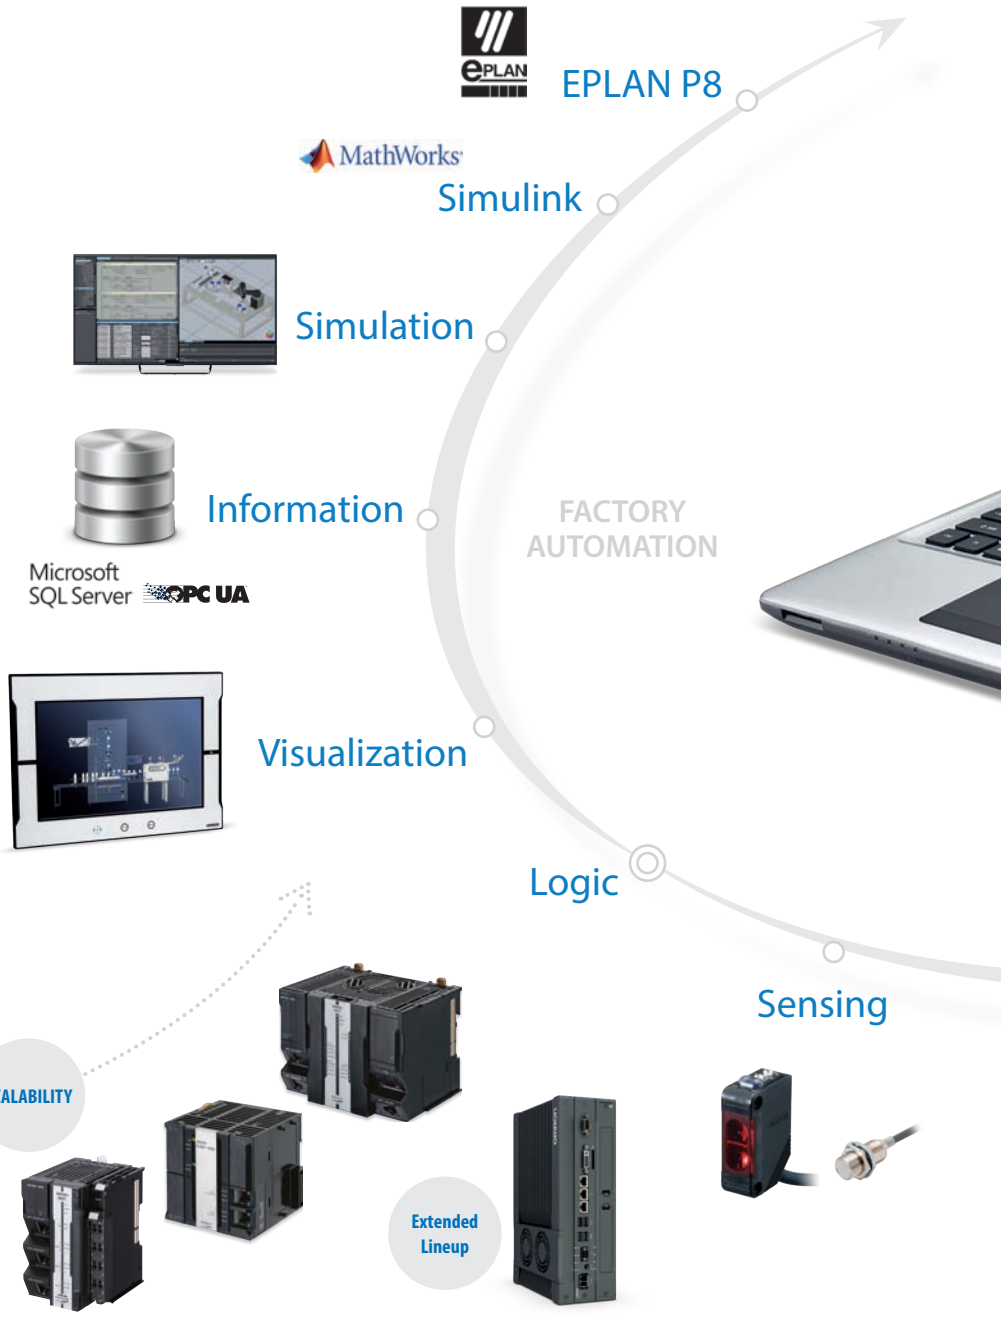 ePLAN
EPLAN P8
MathWorks
Simulink
Simulation
Information
FACTORY
AUTOMATION
Microsoft
SQL Server
OPC UA
Visualization
Logic
Sensing
ALABILITY
Extended
Lineup
OMRON